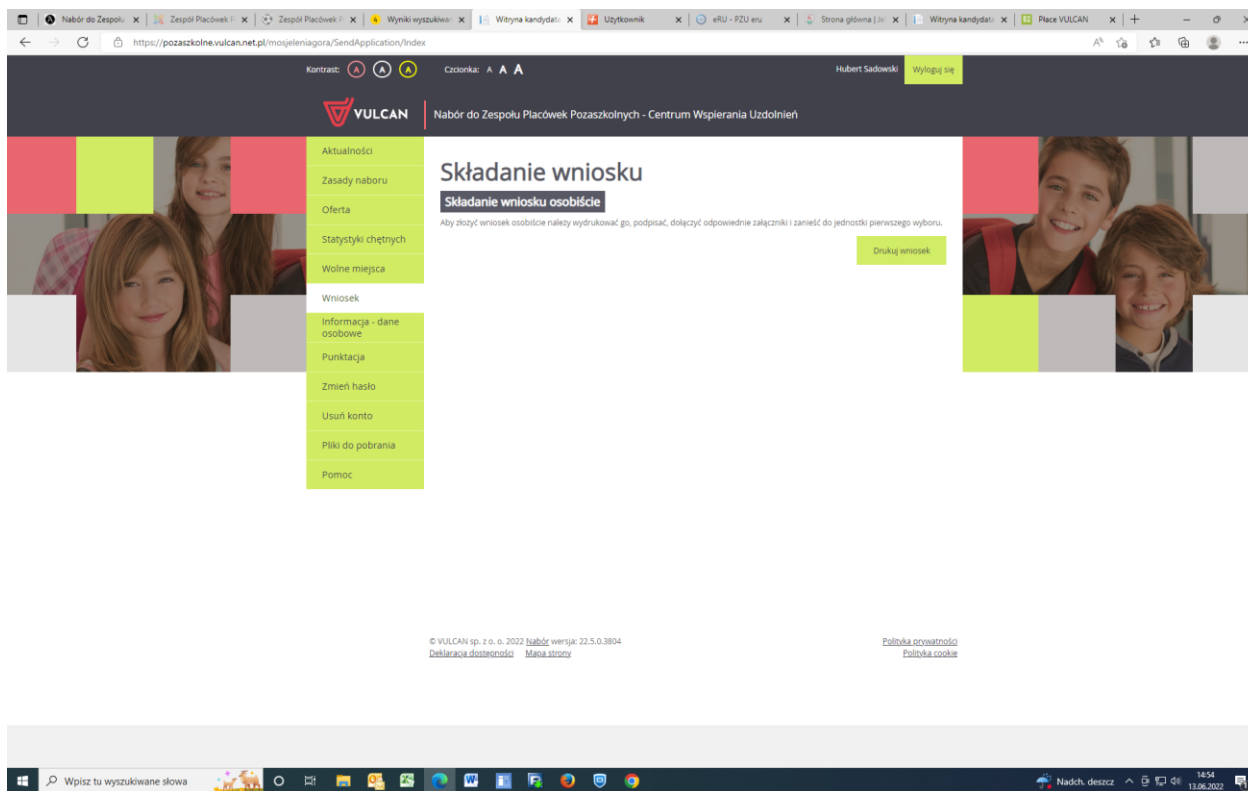 Nabór do Zespołu
Zespół Placówek P
Zespół Placówek P
Wyniki wyszukiwar
Witryna kandydata
Użytkownik
eRU - PZU eru
Strona główna | Je
Witryna kandydata
Płace VULCAN
https://pozaszkolne.vulcan.net.pl/mosjeleniagora/SendApplication/Index
Kontrast: A A A Czcionka: A A A Hubert Sadowski Wyloguj się
VULCAN Nabór do Zespołu Placówek Pozaszkolnych - Centrum Wspierania Uzdolnień
Aktualności
Zasady naboru
Oferta
Statystyki chętnych
Wolne miejsca
Wniosek
Informacja - dane
osobowe
Punktacja
Zmień hasło
Usuń konto
Pliki do pobrania
Pomoc
Składanie wniosku
Składanie wniosku osobiście
Aby złożyć wniosek osobiście należy wydrukować go, podpisać, dołączyć odpowiednie załączniki i zanieść do jednostki pierwszego wyboru.
Drukuj wniosek
© VULCAN sp. z o. o. 2022 Nabór wersja: 22.5.0.3804
Deklaracja dostępności Mapa strony
Polityka prywatności
Polityka cookie
Wpisz tu wyszukiwane słowa
Nadch. deszcz
14:54
13.06.2022